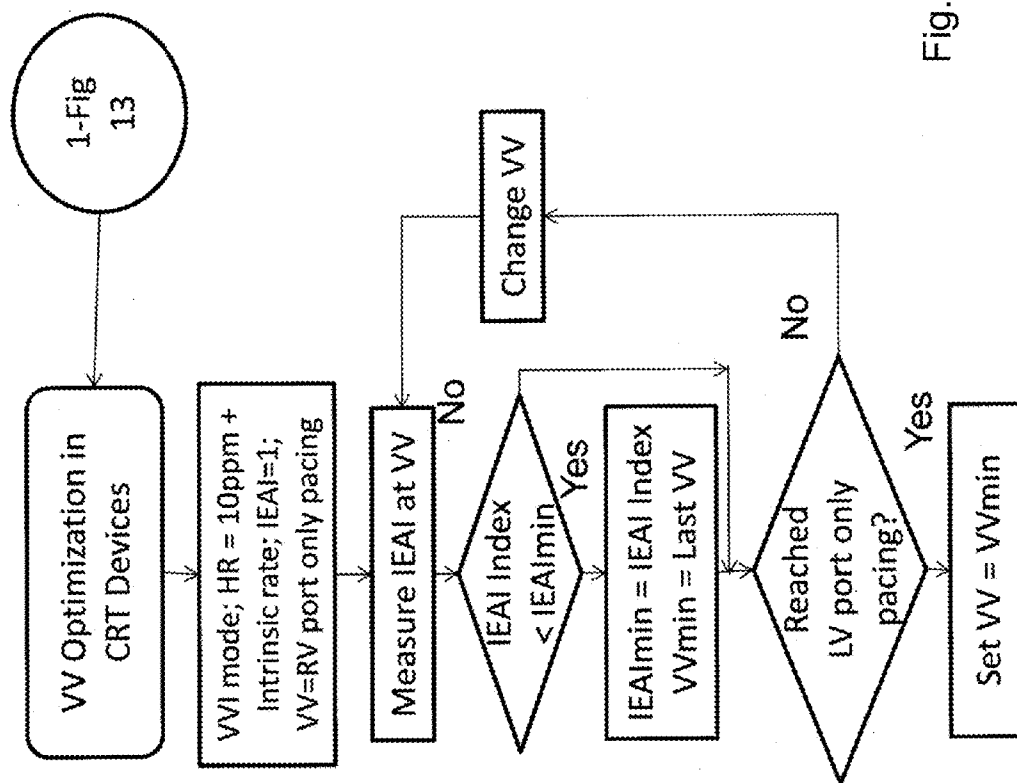 1-Fig
13
VV Optimization in
CRT Devices
VVI mode; HR = 10ppm +
Intrinsic rate; IEAI=1;
VV=RV port only pacing
Measure IEAI at VV
No
Change VV
IEAI Index
<IEAImin
Yes
IEAImin = IEAI Index
VVmin = Last VV
Reached
LV port only
pacing?
No
Yes
Set VV = VVmin
Fig.